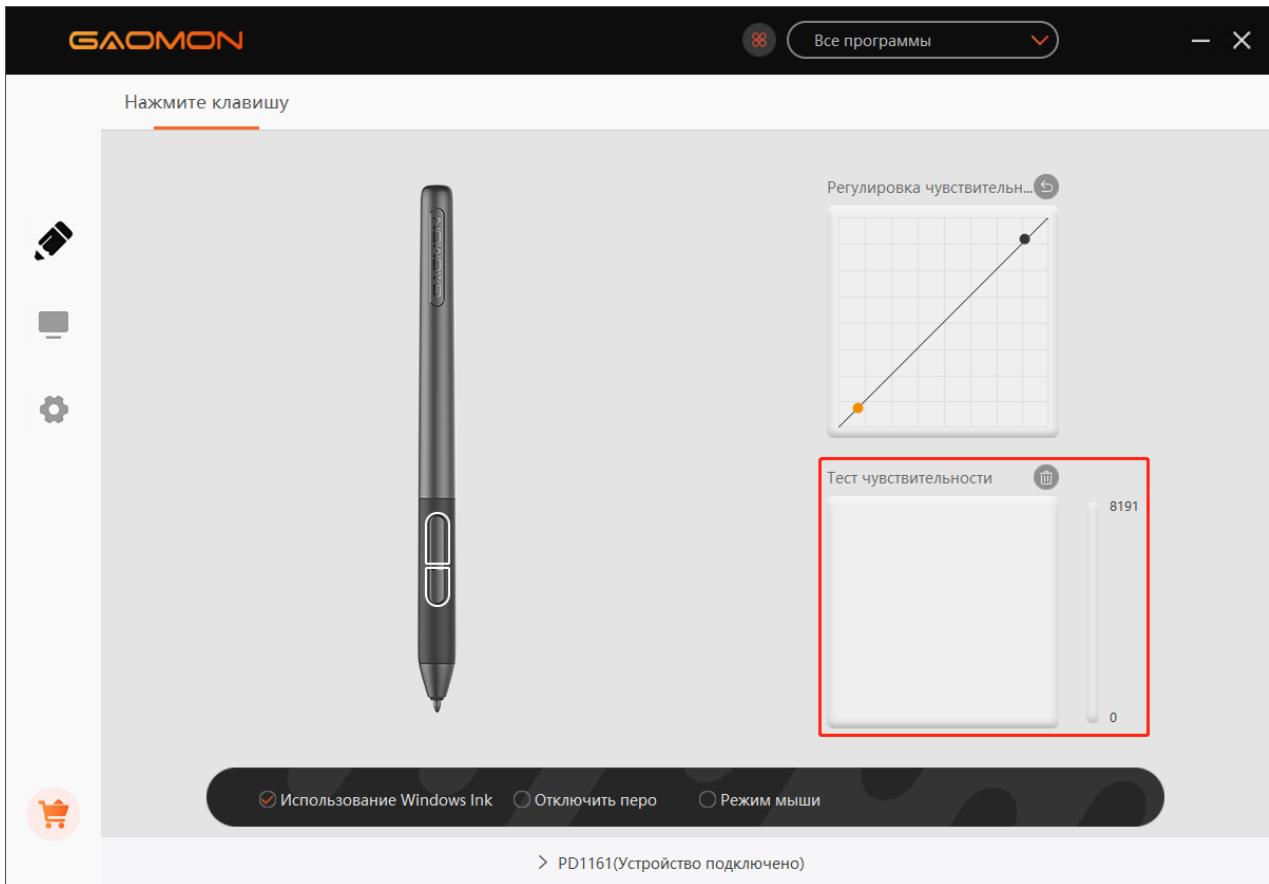 GAOMON
Все программы
Нажмите клавишу
Регулировка чувствительн...
GAOMON
Тест чувствительности
8191
0
Использование Windows Ink
Отключить перо
Режим мыши
PD1161(Устройство подключено)